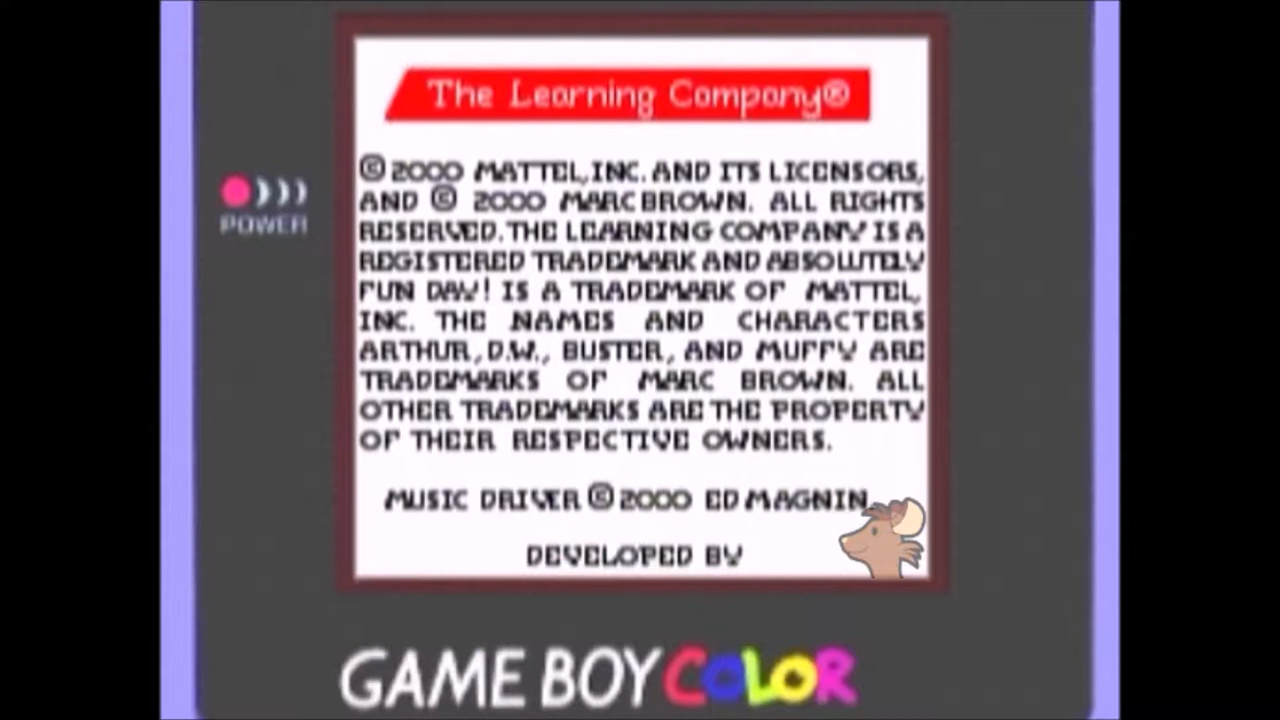 The Learning Company®
© 2000 MATTEL, INC. AND ITS LICENSORS,
AND © 2000 MARC BROWN. ALL RIGHTS
RESERVED. THE LEARNING COMPANY IS A
REGISTERED TRADEMARK AND ABSOLUTELY
FUN DAY! IS A TRADEMARK OF MATTEL,
INC. THE NAMES AND CHARACTERS
ARTHUR, D.W., BUSTER, AND MUFFY ARE
TRADEMARKS OF MARC BROWN. ALL
OTHER TRADEMARKS ARE THE PROPERTY
OF THEIR RESPECTIVE OWNERS.
MUSIC DRIVER © 2000 ED MAGNIN
DEVELOPED BY
POWER
GAME BOY COLOR